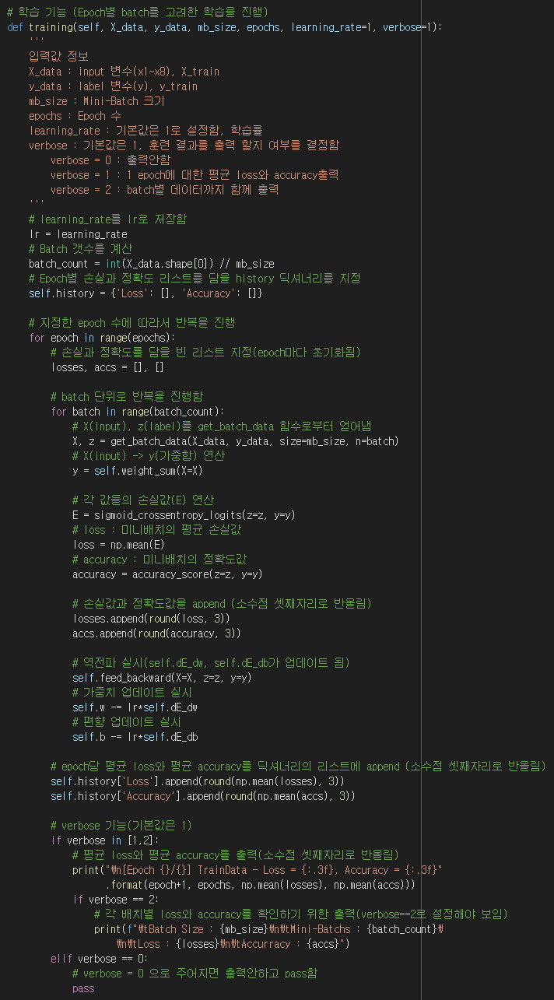 # 학습 기능 (Epoch별 batch를 고려한 학습을 진행)
def training(self, X_data, y_data, mb_size, epochs, learning_rate=1, verbose=1):
    '''
    입력값 정보
    X_data : input 변수(x1~x8), X_train
    y_data : label 변수(y), y_train
    mb_size : Mini-Batch 크기
    epochs : Epoch 수
    learning_rate : 기본값은 1로 설정함, 학습률
    verbose : 기본값은 1, 훈련 결과를 출력 할지 여부를 결정함
        verbose = 0 : 출력안함
        verbose = 1 : 1 epoch에 대한 평균 loss와 accuracy출력
        verbose = 2 : batch별 데이터까지 함께 출력
    '''
    # learning_rate를 lr로 저장함
    lr = learning_rate
    # Batch 갯수를 계산
    batch_count = int(X_data.shape[0]) // mb_size
    # Epoch별 손실과 정확도 리스트를 담을 history 딕셔너리를 지정
    self.history = {'Loss': [], 'Accuracy': []}

    # 지정한 epoch 수에 따라서 반복을 진행
    for epoch in range(epochs):
        # 손실과 정확도를 담을 빈 리스트 지정(epoch마다 초기화됨)
        losses, accs = [], []

        # batch 단위로 반복을 진행함
        for batch in range(batch_count):
            # X(input), z(label)를 get_batch_data 함수로부터 얻어냄
            X, z = get_batch_data(X_data, y_data, size=mb_size, n=batch)
            # X(input) -> y(가중합) 연산
            y = self.weight_sum(X=X)

            # 각 값들의 손실값(E) 연산
            E = sigmoid_crossentropy_logits(z=z, y=y)
            # loss : 미니배치의 평균 손실값
            loss = np.mean(E)
            # accuracy : 미니배치의 정확도값
            accuracy = accuracy_score(z=z, y=y)

            # 손실값과 정확도값을 append (소수점 셋째자리로 반올림)
            losses.append(round(loss, 3))
            accs.append(round(accuracy, 3))

            # 역전파 실시(self.dE_dw, self.dE_db가 업데이트 됨)
            self.feed_backward(X=X, z=z, y=y)
            # 가중치 업데이트 실시
            self.w -= lr*self.dE_dw
            # 편향 업데이트 실시
            self.b -= lr*self.dE_db

        # epoch당 평균 loss와 평균 accuracy를 딕셔너리의 리스트에 append (소수점 셋째자리로 반올림)
        self.history['Loss'].append(round(np.mean(losses), 3))
        self.history['Accuracy'].append(round(np.mean(accs), 3))

        # verbose 기능(기본값은 1)
        if verbose in [1,2]:
            # 평균 loss와 평균 accuracy를 출력(소수점 셋째자리로 반올림)
            print("₩n[Epoch {}/{}] TrainData - Loss = {:.3f}, Accuracy = {:.3f}"
                  .format(epoch+1, epochs, np.mean(losses), np.mean(accs)))
            if verbose == 2:
                # 각 배치별 loss와 accuracy를 확인하기 위한 출력(verbose==2로 설정해야 보임)
                print(f"₩tBatch Size : {mb_size}₩n₩tMini-Batchs : {batch_count}₩
                    ₩n₩tLoss : {losses}₩n₩tAccurracy : {accs}")
        elif verbose == 0:
            # verbose = 0 으로 주어지면 출력안하고 pass함
            pass